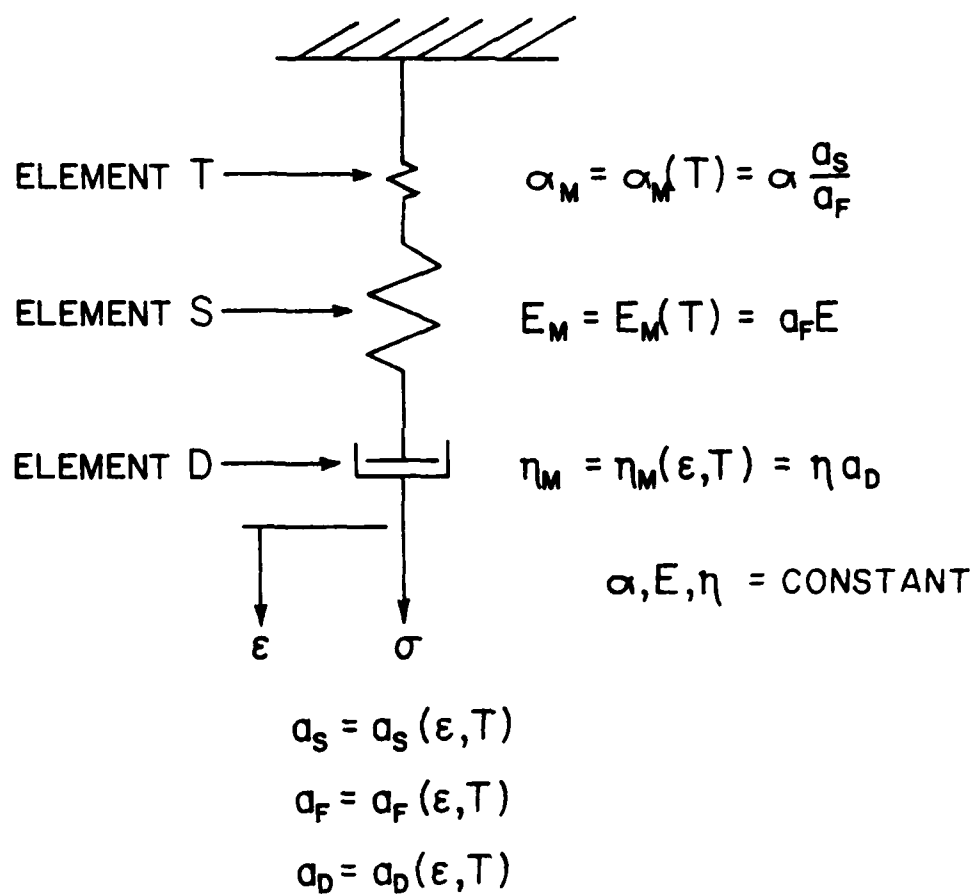 ELEMENT T
α_M = α_M(T) = α a_S/a_F
ELEMENT S
E_M = E_M(T) = a_F E
ELEMENT D
η_M = η_M(ε,T) = η a_D
α,E,η = CONSTANT
ε
σ
a_S = a_S(ε,T)
a_F = a_F(ε,T)
a_D = a_D(ε,T)